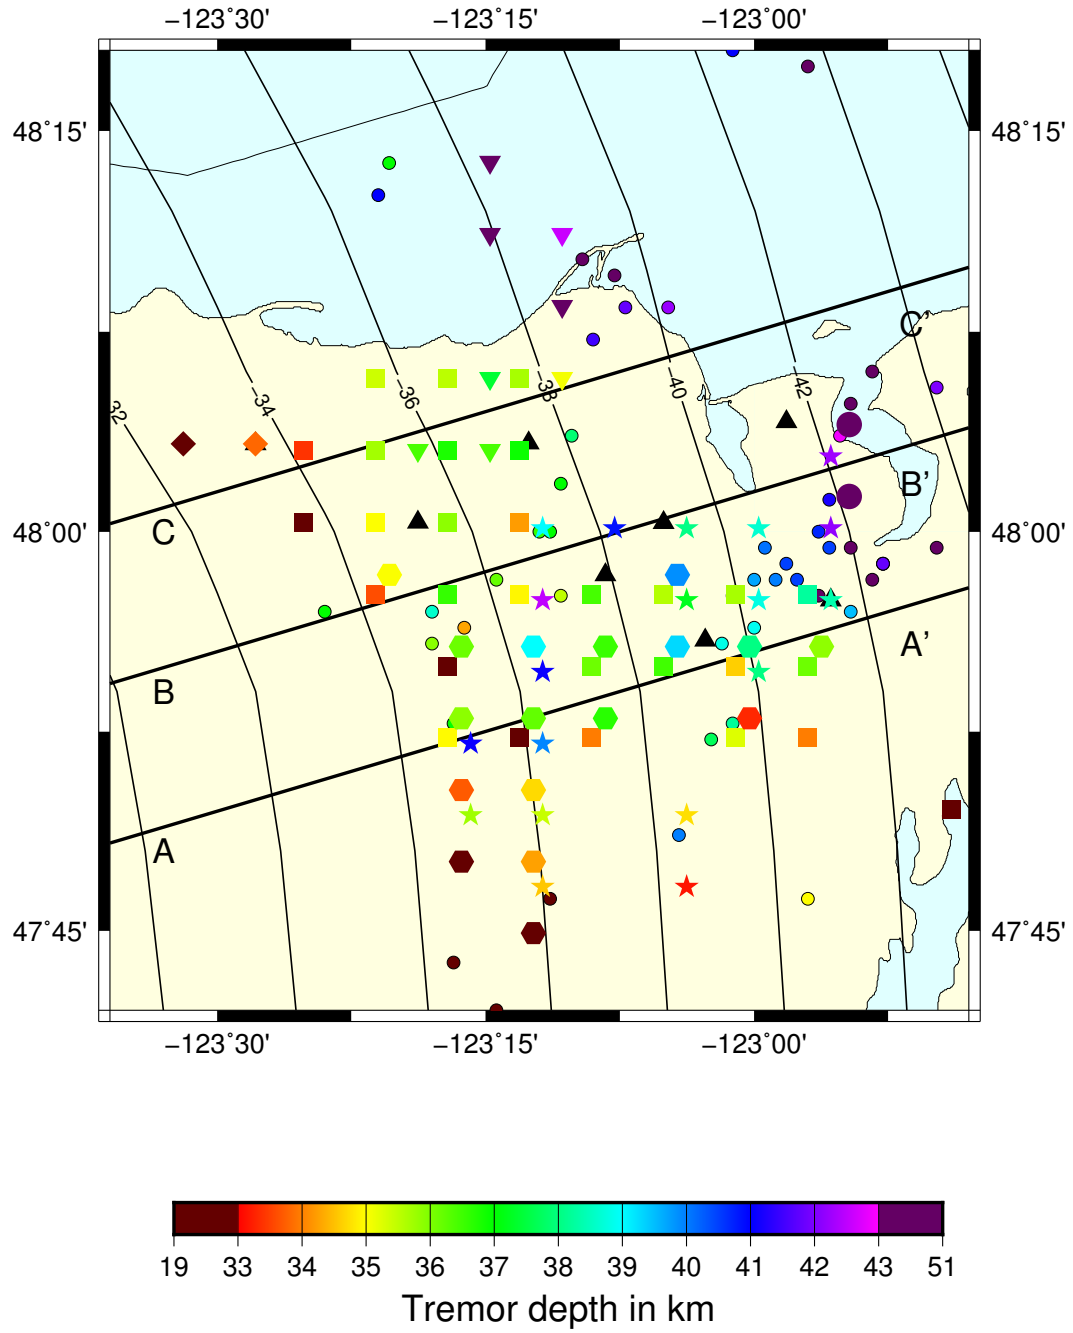 −123˚30' −123˚15' −123˚00'
48˚15' 48˚15'
C'
−38 −40 −42
−36
−34
32
B'
C 48˚00' 48˚00'
A'
B
A
47˚45' 47˚45'
−123˚30' −123˚15' −123˚00'
19 33 34 35 36 37 38 39 40 41 42 43 51
Tremor depth in km